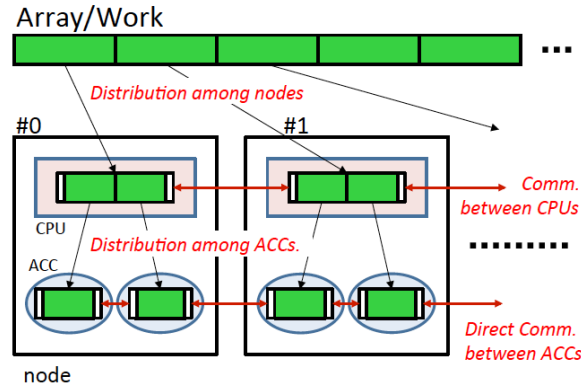 Array/Work
Distribution among nodes
#0
#1
Comm.
between CPUs
CPU
Distribution among ACCs.
ACC
Direct Comm.
between ACCs
node